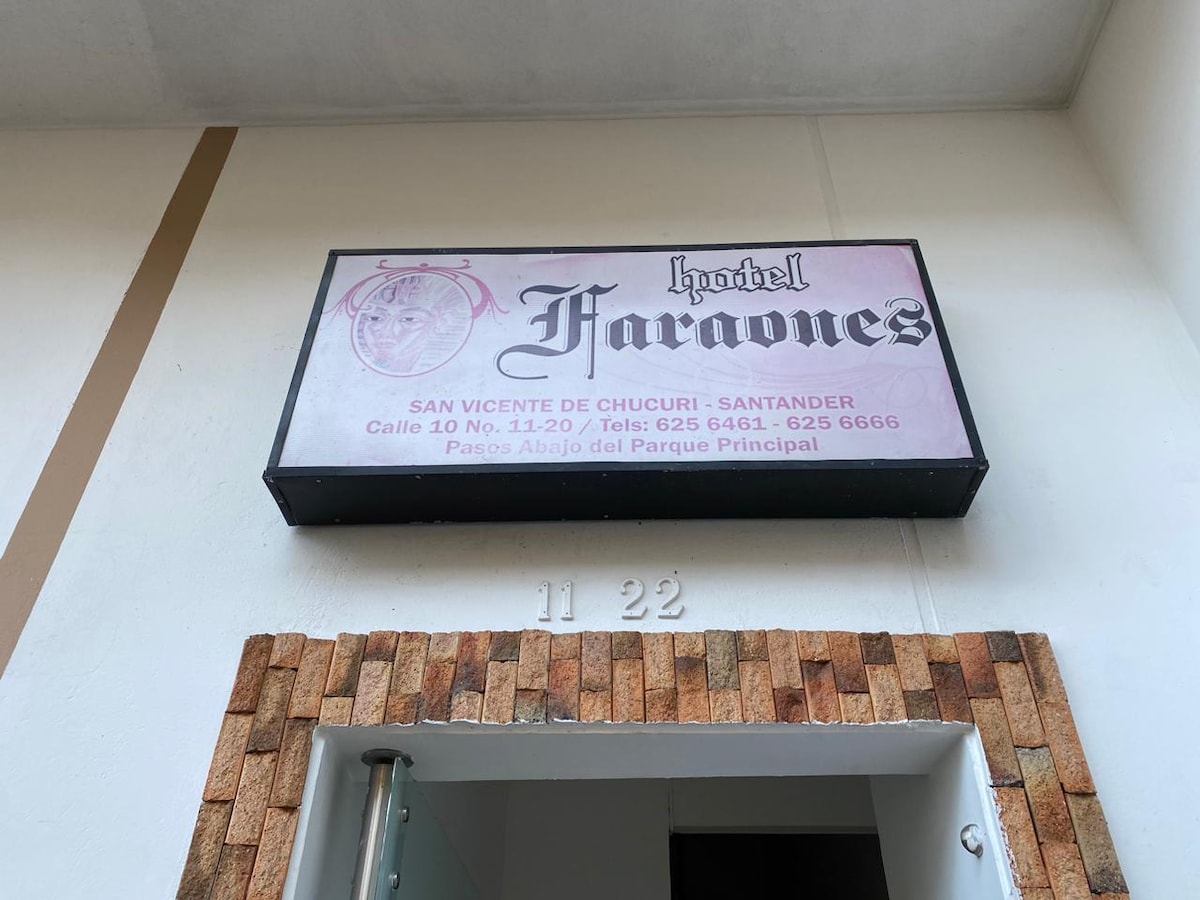 hotel
Faraones
SAN VICENTE DE CHUCURI - SANTANDER
Calle 10 No. 11-20 / Tels: 625 6461 - 625 6666
Pasos Abajo del Parque Principal
11 22